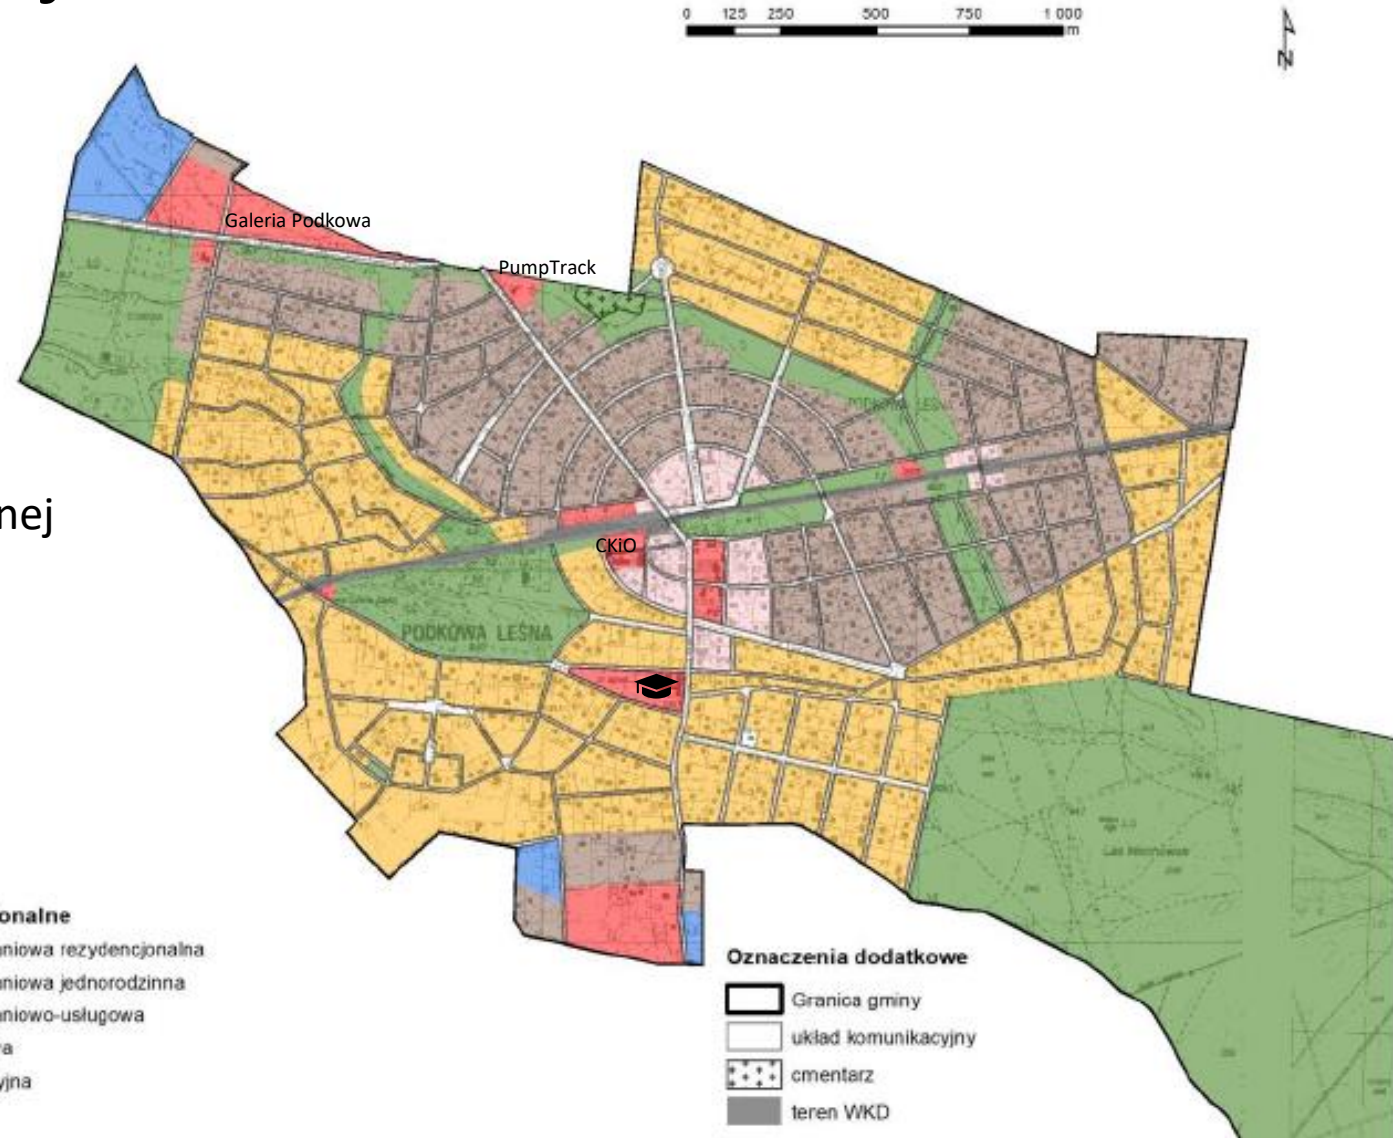 j
0 125 250 500 750 1 000
m
N
Galeria Podkowa
PumpTrack
nej
CKiO
PODKOWA LEŚNA
onalne
niowa rezydencjonalna
niowa jednorodzinna
niowo-usługowa
a
yjna
Oznaczenia dodatkowe
Granica gminy
układ komunikacyjny
cmentarz
teren WKD